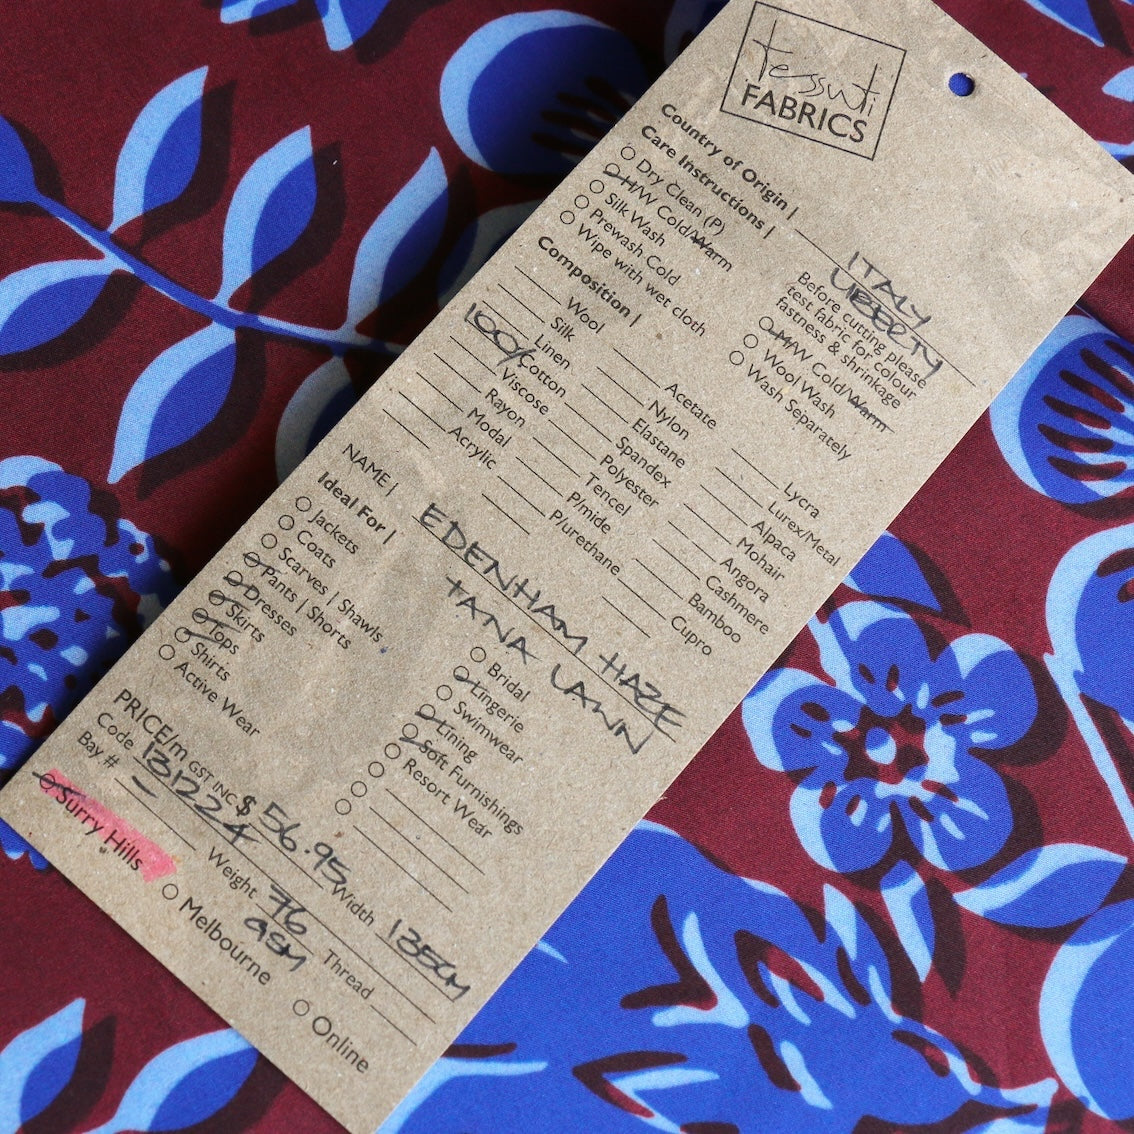 tessuti
FABRICS
Country of Origin | ITALY
LIBERTY
Care Instructions |
Dry Clean (P)
H/W Cold/Warm
Silk Wash
Prewash Cold
Wipe with wet cloth
Before cutting please
test fabric for colour
fastness & shrinkage
H/W Cold/Warm
Wool Wash
Wash Separately
Composition |
Wool
Silk
Linen
100% Cotton
Viscose
Rayon
Modal
Acrylic
Acetate
Nylon
Elastane
Spandex
Polyester
Tencel
P/mide
P/urethane
Lycra
Lurex/Metal
Alpaca
Mohair
Angora
Cashmere
Bamboo
Cupro
NAME | EDENHAM HAZE
TANA LAWN
Ideal For |
Jackets
Coats
Scarves | Shawls
Pants | Shorts
Dresses
Skirts
Tops
Shirts
Active Wear
Bridal
Lingerie
Swimwear
Lining
Soft Furnishings
Resort Wear
PRICE/m GST INC $56.95 Width 135cm
Code 131224 Weight 76 Thread
gsm
Bay # –
Surry Hills
Melbourne
Online